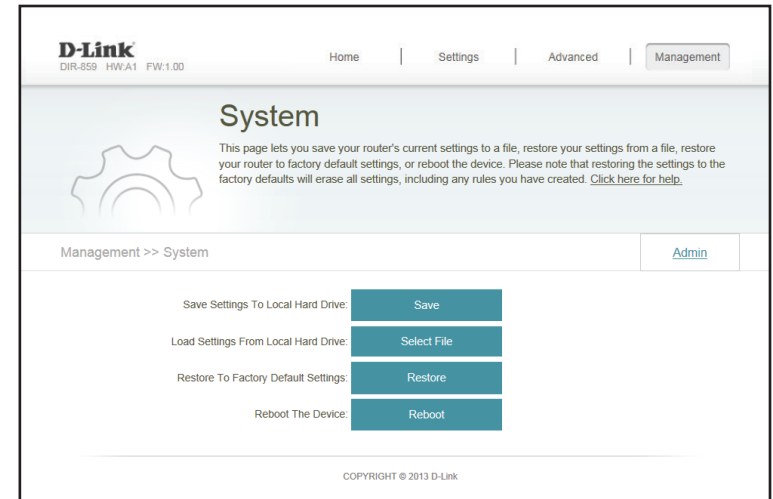 D-Link
DIR-859 HW:A1 FW:1.00
Home | Settings | Advanced | Management
System
This page lets you save your router's current settings to a file, restore your settings from a file, restore
your router to factory default settings, or reboot the device. Please note that restoring the settings to the
factory defaults will erase all settings, including any rules you have created. Click here for help.
Management >> System
Admin
Save Settings To Local Hard Drive: Save
Load Settings From Local Hard Drive: Select File
Restore To Factory Default Settings: Restore
Reboot The Device: Reboot
COPYRIGHT © 2013 D-Link